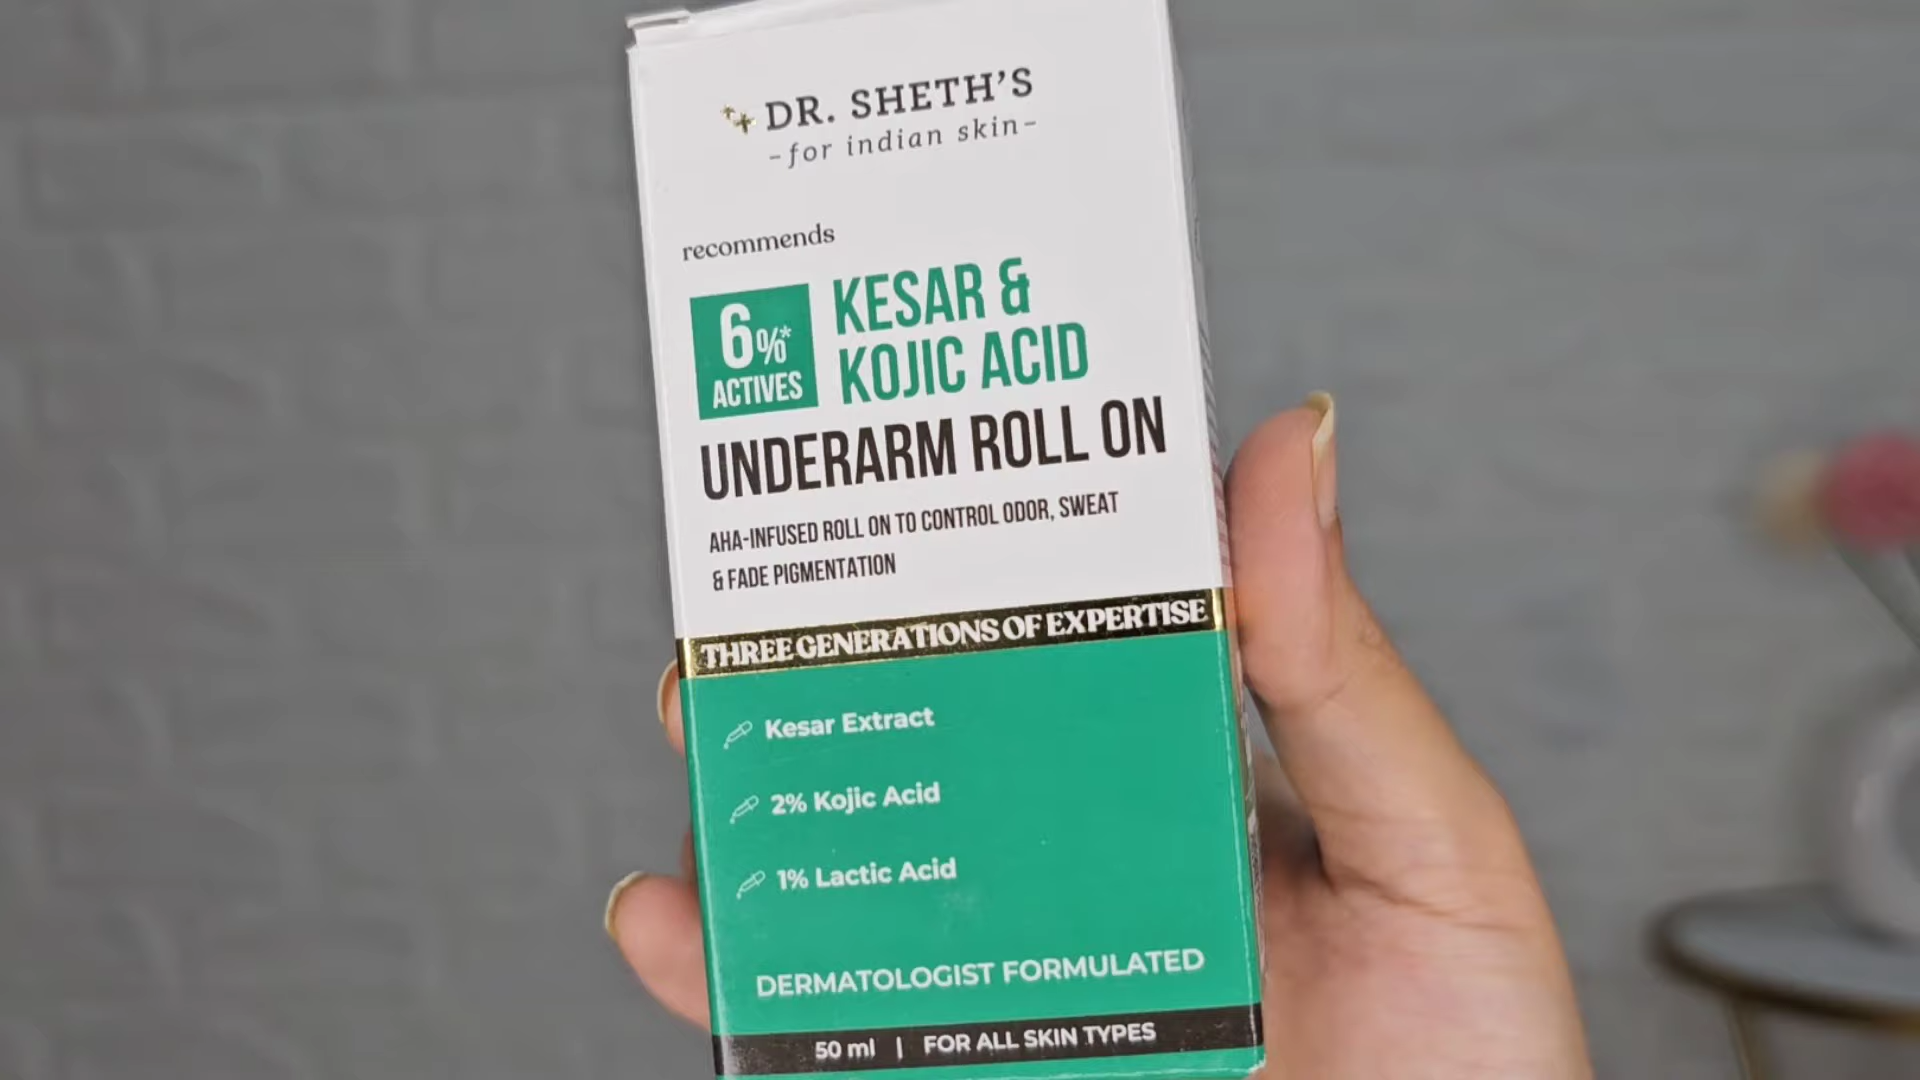 DR. SHETH'S
-for indian skin-
recommends
6%*
ACTIVES
KESAR &
KOJIC ACID
UNDERARM ROLL ON
AHA-INFUSED ROLL ON TO CONTROL ODOR, SWEAT
& FADE PIGMENTATION
THREE GENERATIONS OF EXPERTISE
Kesar Extract
2% Kojic Acid
1% Lactic Acid
DERMATOLOGIST FORMULATED
50 ml | FOR ALL SKIN TYPES